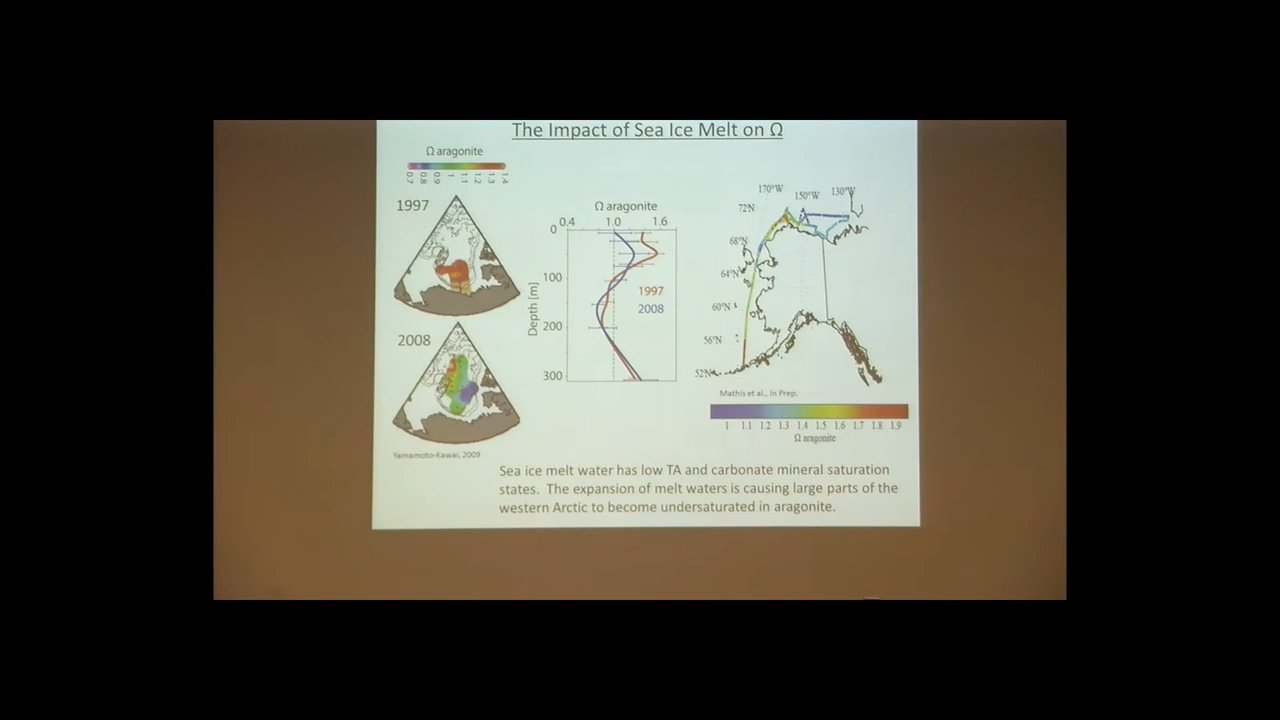 The Impact of Sea Ice Melt on Ω
Ω aragonite
0.7 0.8 0.9 1 1.1 1.2 1.3 1.4
1997
2008
Yamamoto-Kawai, 2009
Ω aragonite
0.4 1.0 1.6
0
100
200
300
Depth [m]
1997
2008
170°W 150°W 130°W
72°N
68°N
64°N
60°N
56°N
52°N
Mathis et al., In Prep.
1 1.1 1.2 1.3 1.4 1.5 1.6 1.7 1.8 1.9
Ω aragonite
Sea ice melt water has low TA and carbonate mineral saturation
states. The expansion of melt waters is causing large parts of the
western Arctic to become undersaturated in aragonite.